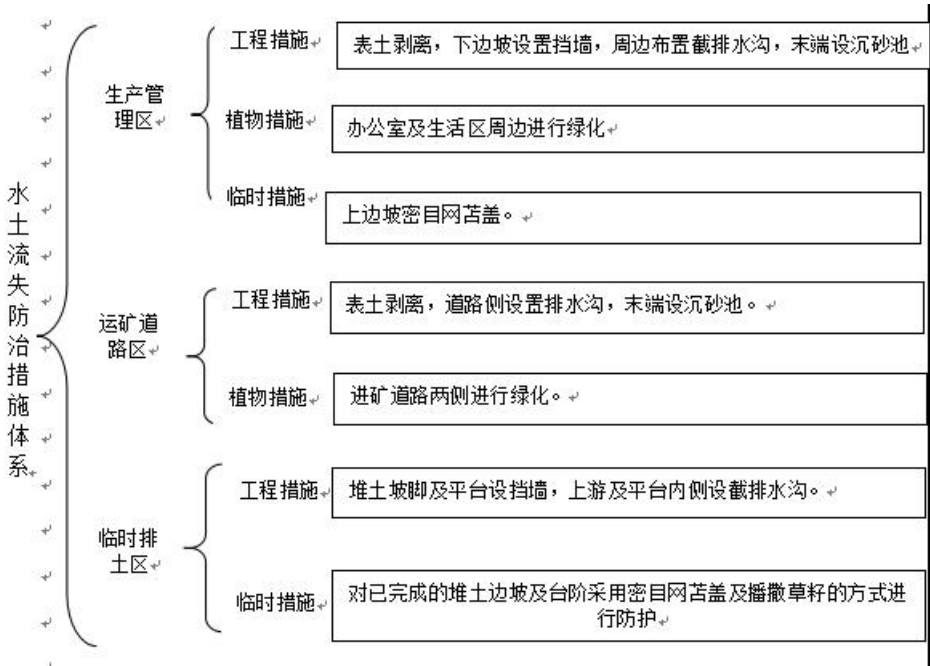 水土流失防治措施体系
生产管
理区
工程措施
表土剥离，下边坡设置挡墙，周边布置截排水沟，末端设沉砂池
植物措施
办公室及生活区周边进行绿化
临时措施
上边坡密目网苫盖。
运矿道
路区
工程措施
表土剥离，道路侧设置排水沟，末端设沉砂池。
植物措施
进矿道路两侧进行绿化。
临时排
土区
工程措施
堆土坡脚及平台设挡墙，上游及平台内侧设截排水沟。
临时措施
对已完成的堆土边坡及台阶采用密目网苫盖及播撒草籽的方式进
行防护